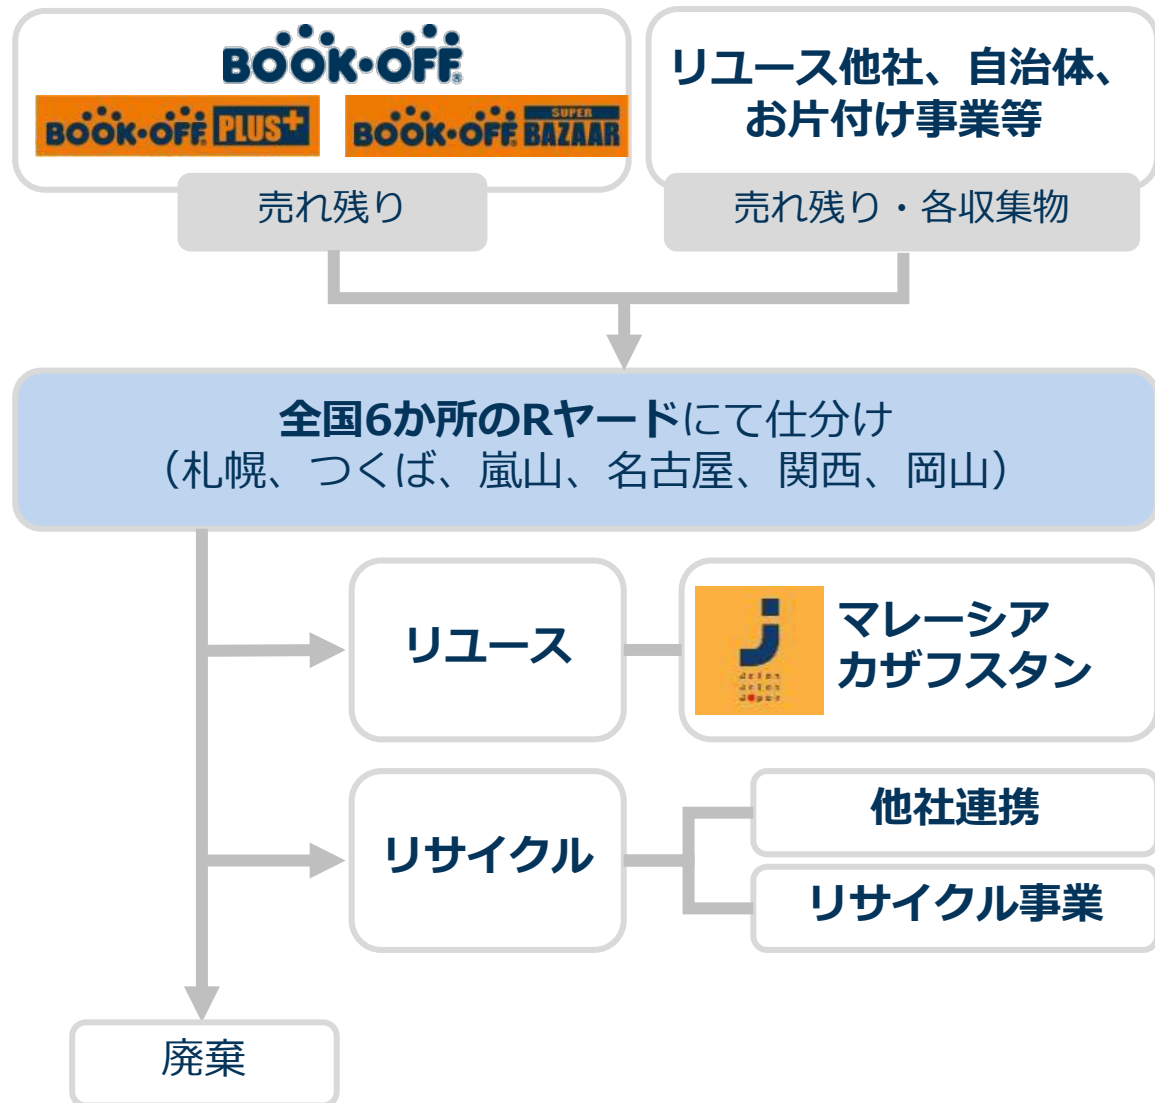 BOOK・OFF
BOOK・OFF PLUS+
BOOK・OFF SUPER BAZAAR
売れ残り
リユース他社、自治体、
お片付け事業等
売れ残り・各収集物
全国6か所のRヤードにて仕分け
（札幌、つくば、嵐山、名古屋、関西、岡山）
リユース
マレーシア
カザフスタン
リサイクル
他社連携
リサイクル事業
廃棄